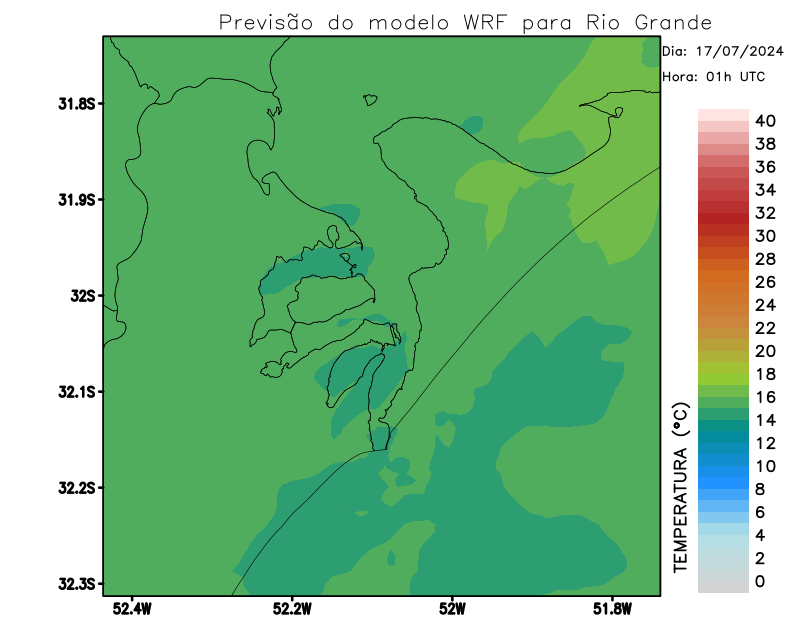 Previsão do modelo WRF para Rio Grande
Dia: 17/07/2024
Hora: 01h UTC
31.8S
31.9S
32S
32.1S
32.2S
32.3S
52.4W
52.2W
52W
51.8W
TEMPERATURA (°C)
40
38
36
34
32
30
28
26
24
22
20
18
16
14
12
10
8
6
4
2
0